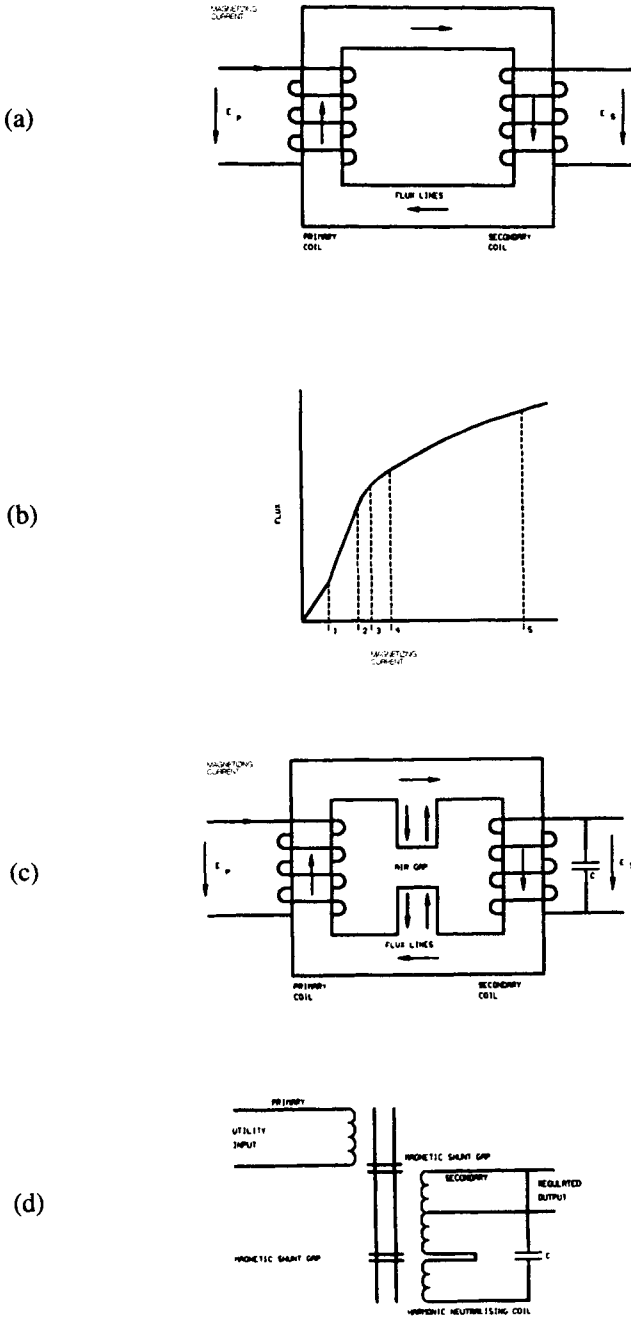 (a)
MAGNETIZING
CURRENT
E P
E S
FLUX LINES
PRIMARY
COIL
SECONDARY
COIL
(b)
FLUX
I 1
I 2
I 3
I 4
I 5
MAGNETIZING
CURRENT
(c)
MAGNETIZING
CURRENT
E P
AIR GAP
C
E
FLUX LINES
PRIMARY
COIL
SECONDARY
COIL
(d)
PRIMARY
UTILITY
INPUT
MAGNETIC SHUNT GAP
SECONDARY
REGULATED
OUTPUT
MAGNETIC SHUNT GAP
C
HARMONIC NEUTRALISING COIL